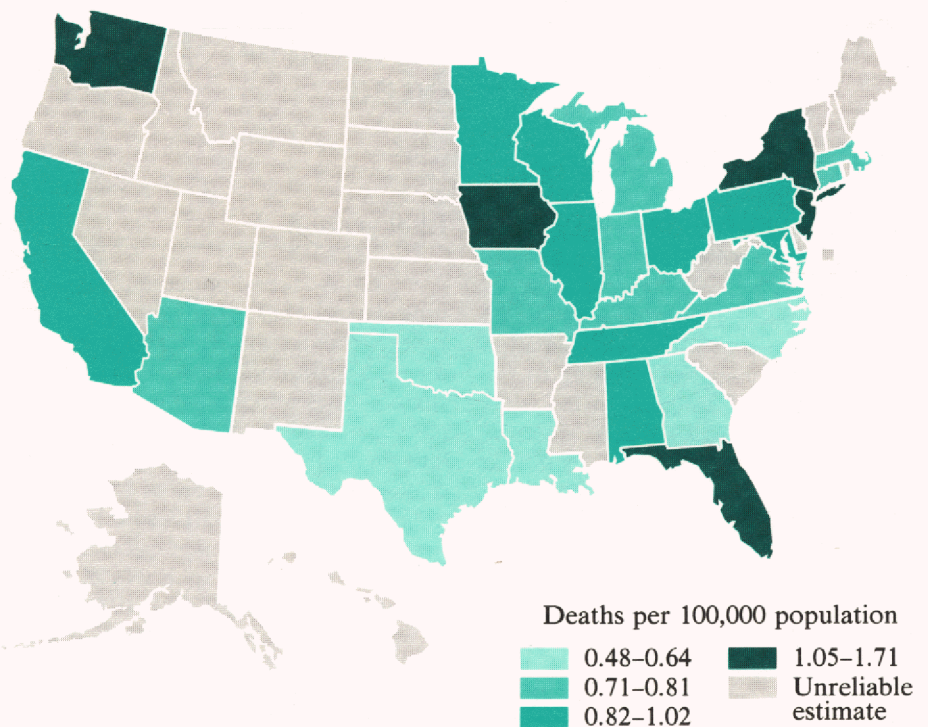 Deaths per 100,000 population
0.48–0.64
0.71–0.81
0.82–1.02
1.05–1.71
Unreliable
estimate